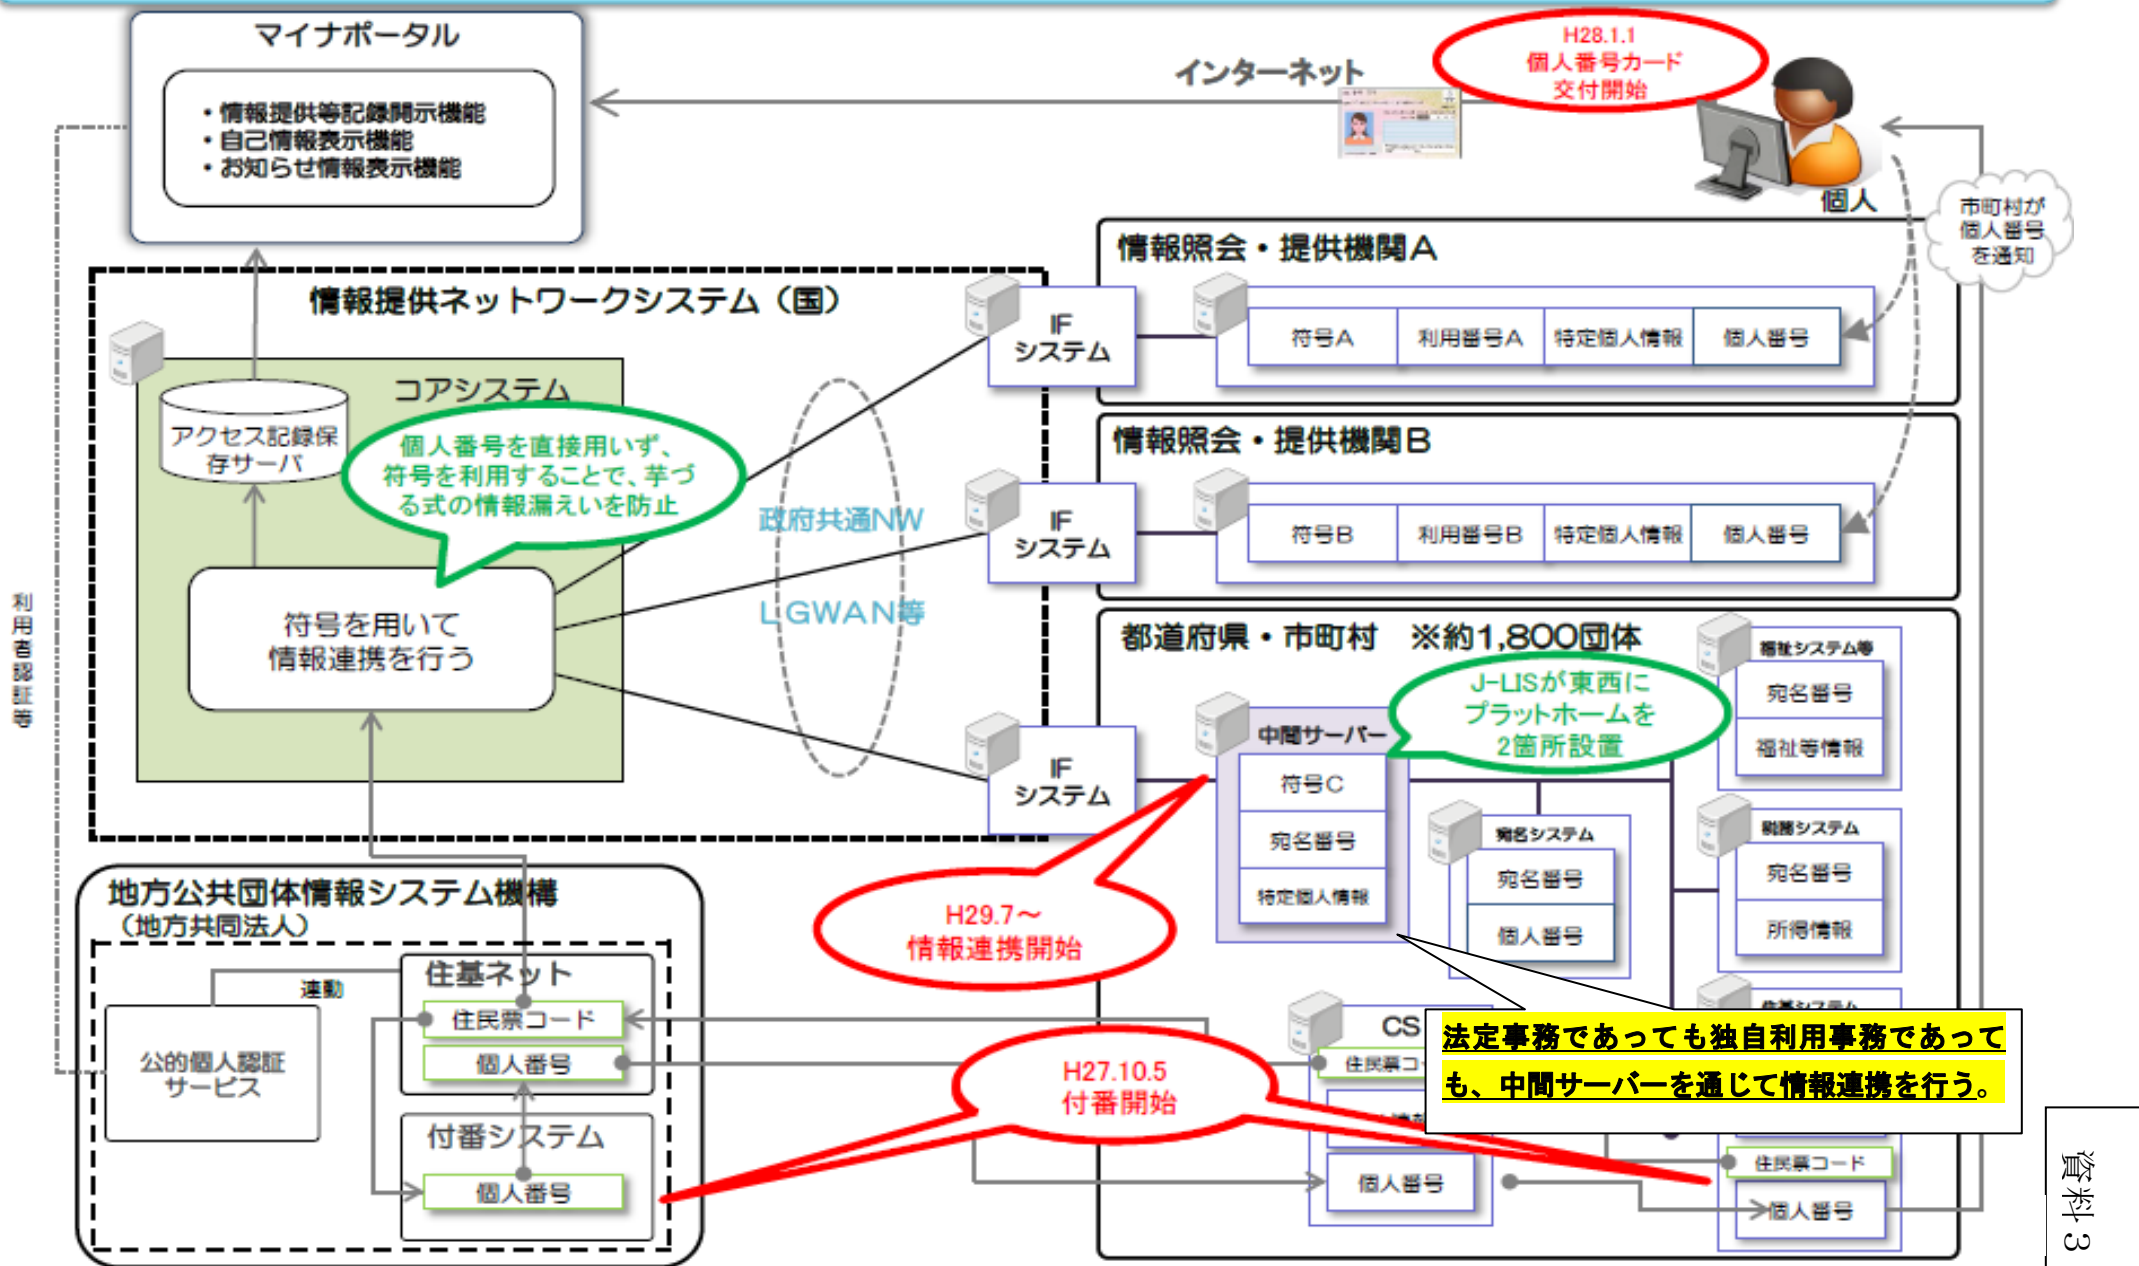 マイナポータル
・情報提供等記録開示機能
・自己情報表示機能
・お知らせ情報表示機能
インターネット
H28.1.1
個人番号カード
交付開始
個人
市町村が
個人番号
を通知
情報提供ネットワークシステム（国）
コアシステム
アクセス記録保
存サーバ
個人番号を直接用いず、
符号を利用することで、芋づ
る式の情報漏えいを防止
符号を用いて
情報連携を行う
政府共通NW
LGWAN等
利用者認証等
IF
システム
IF
システム
IF
システム
情報照会・提供機関A
符号A
利用番号A
特定個人情報
個人番号
情報照会・提供機関B
符号B
利用番号B
特定個人情報
個人番号
都道府県・市町村　※約1,800団体
J-LISが東西に
プラットホームを
2箇所設置
中間サーバー
符号C
宛名番号
特定個人情報
宛名システム
宛名番号
個人番号
福祉システム等
宛名番号
福祉等情報
税務システム
宛名番号
所得情報
H29.7～
情報連携開始
地方公共団体情報システム機構
（地方共同法人）
連動
公的個人認証
サービス
住基ネット
住民票コード
個人番号
付番システム
個人番号
H27.10.5
付番開始
CS
住民票コ
個人番号
住民票コード
個人番号
法定事務であっても独自利用事務であって
も、中間サーバーを通じて情報連携を行う。
資料3